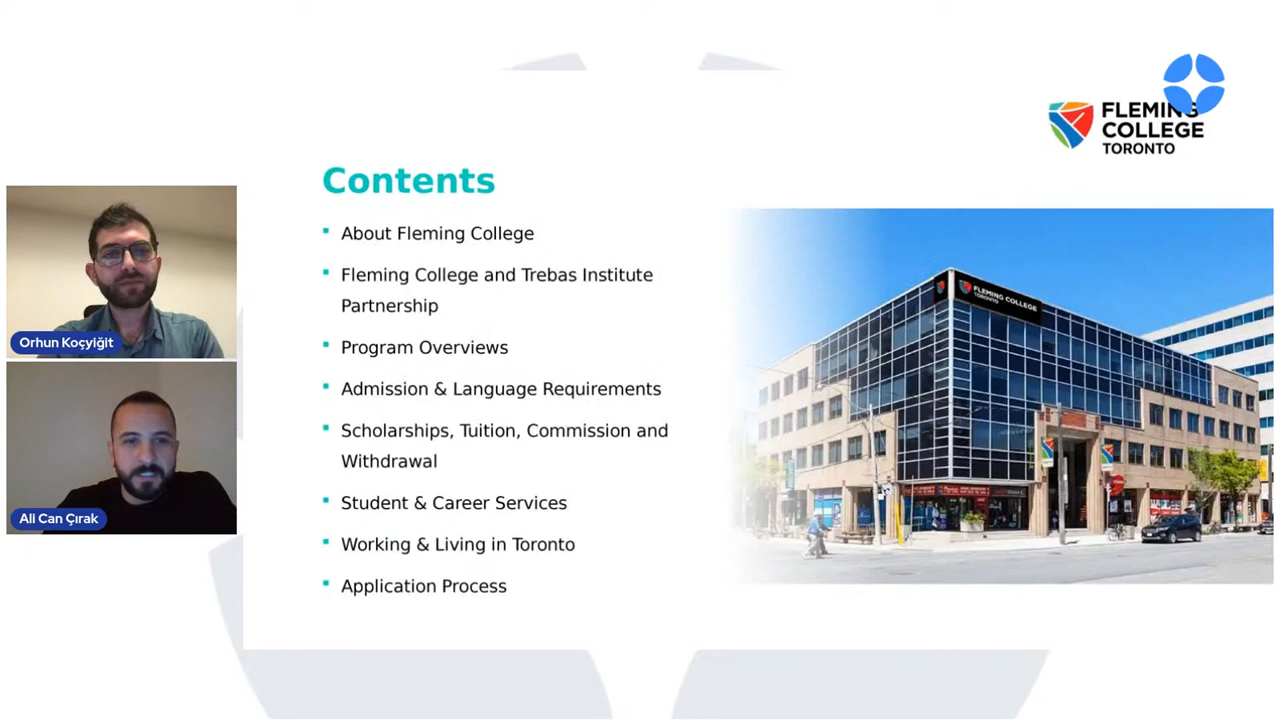 FLEMING
COLLEGE
TORONTO
Contents
About Fleming College
Fleming College and Trebas Institute
Partnership
Program Overviews
Admission & Language Requirements
Scholarships, Tuition, Commission and
Withdrawal
Student & Career Services
Working & Living in Toronto
Application Process
Orhun Koçyiğit
Ali Can Çırak
FLEMING COLLEGE
TORONTO